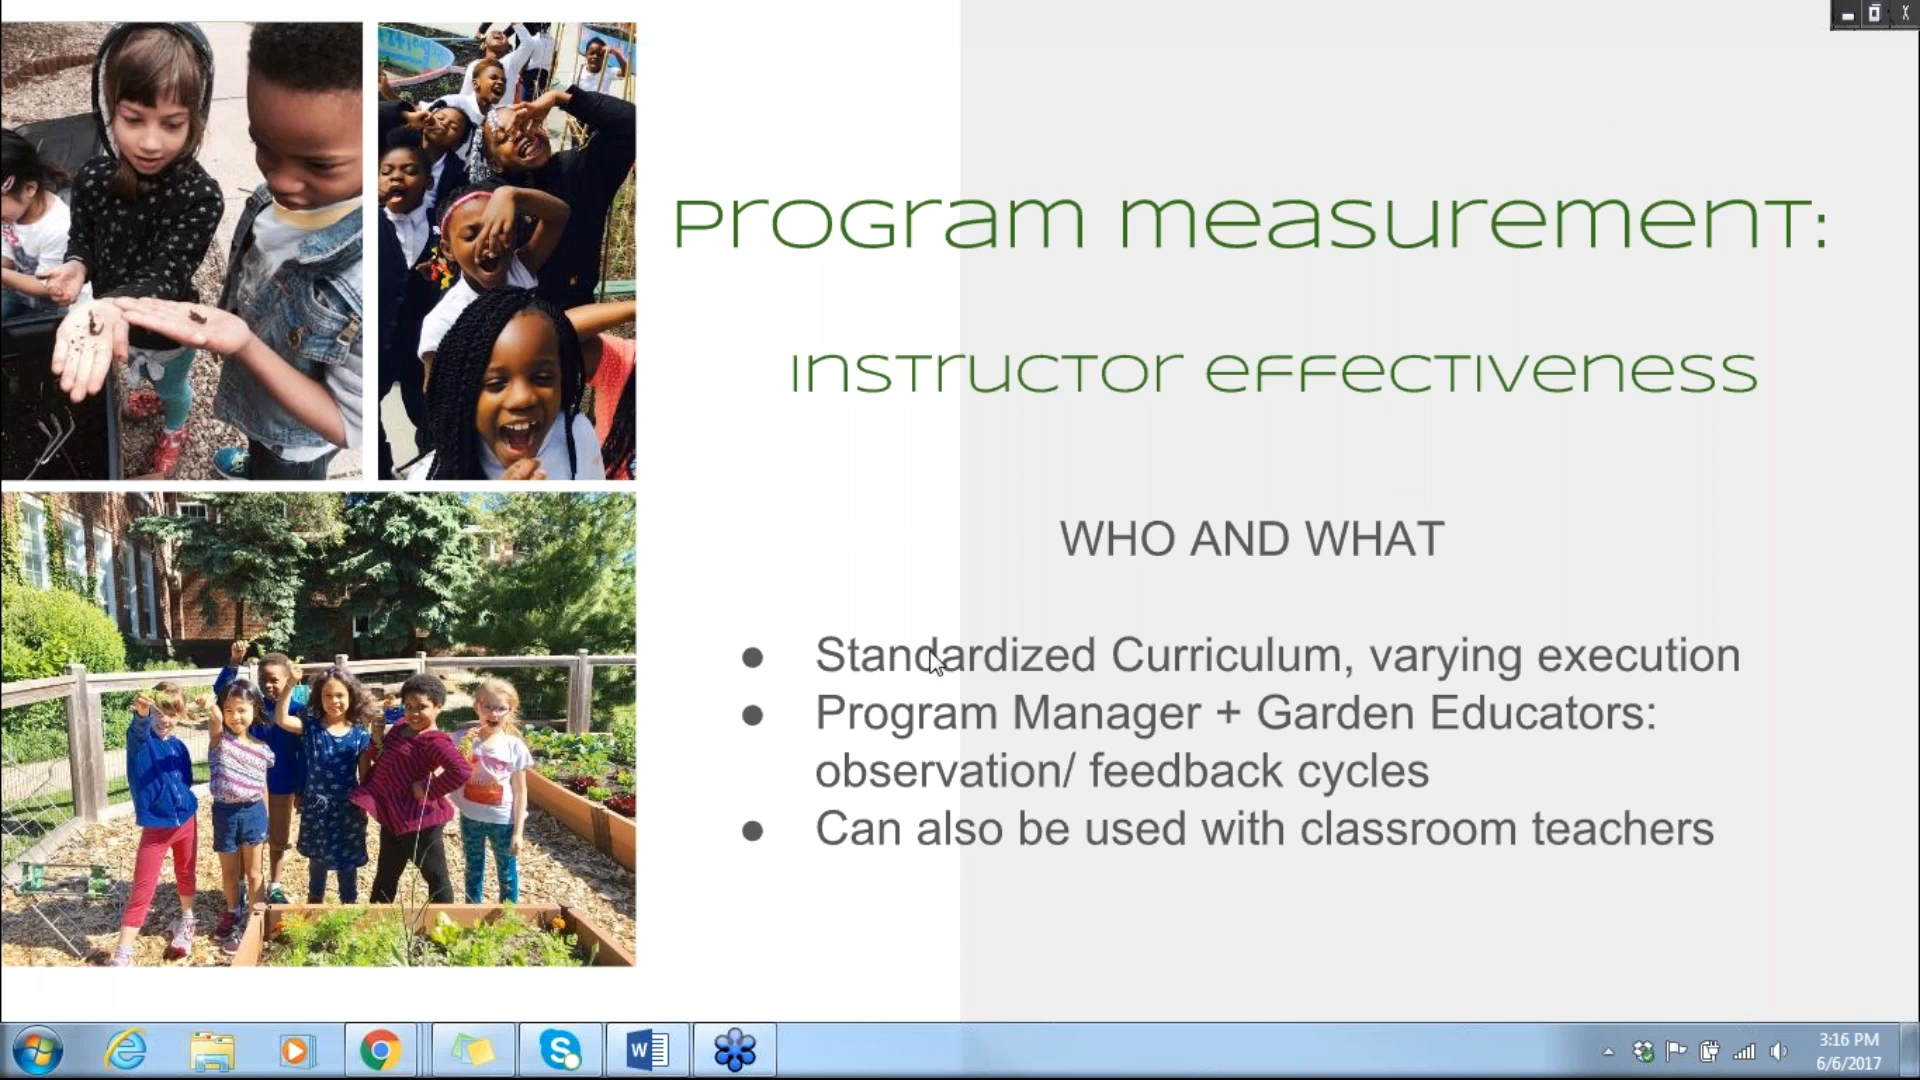 Program measurement:
Instructor effectiveness
WHO AND WHAT
● Standardized Curriculum, varying execution
● Program Manager + Garden Educators:
observation/ feedback cycles
● Can also be used with classroom teachers
3:16 PM
6/6/2017